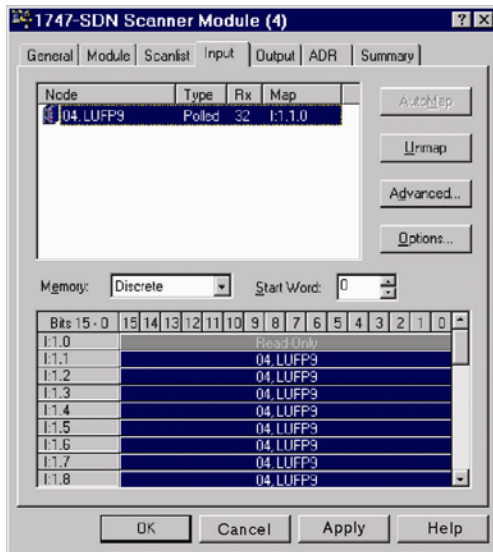 1747-SDN Scanner Module (4)
General Module Scanlist Input Output ADR Summary
Node Type Rx Map
04, LUFP9 Polled 32 I:1.1.0
AutoMap
Unmap
Advanced...
Options...
Memory: Discrete Start Word: 0
Bits 15 - 0 15 14 13 12 11 10 9 8 7 6 5 4 3 2 1 0
I:1.0 Read-Only
I:1.1 04, LUFP9
I:1.2 04, LUFP9
I:1.3 04, LUFP9
I:1.4 04, LUFP9
I:1.5 04, LUFP9
I:1.6 04, LUFP9
I:1.7 04, LUFP9
I:1.8 04, LUFP9
OK Cancel Apply Help